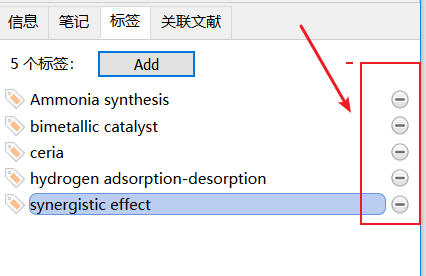 信息 笔记 标签 关联文献
5 个标签： Add
Ammonia synthesis
bimetallic catalyst
ceria
hydrogen adsorption-desorption
synergistic effect